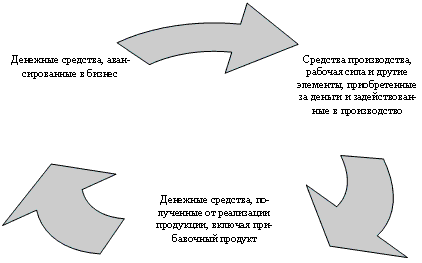 Денежные средства, аван-
сированные в бизнес
Средства производства,
рабочая сила и другие
элементы, приобретенные
за деньги и задействован-
ные в производство
Денежные средства, по-
лученные от реализации
продукции, включая при-
бавочный продукт